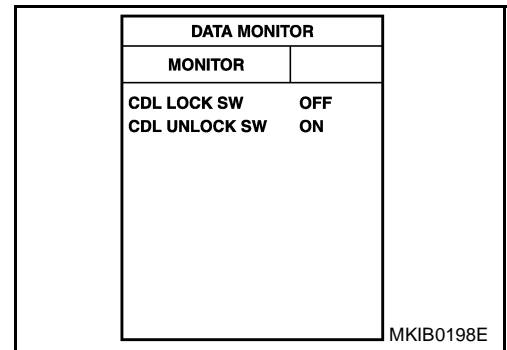 DATA MONITOR
MONITOR
CDL LOCK SW OFF
CDL UNLOCK SW ON
MKIB0198E